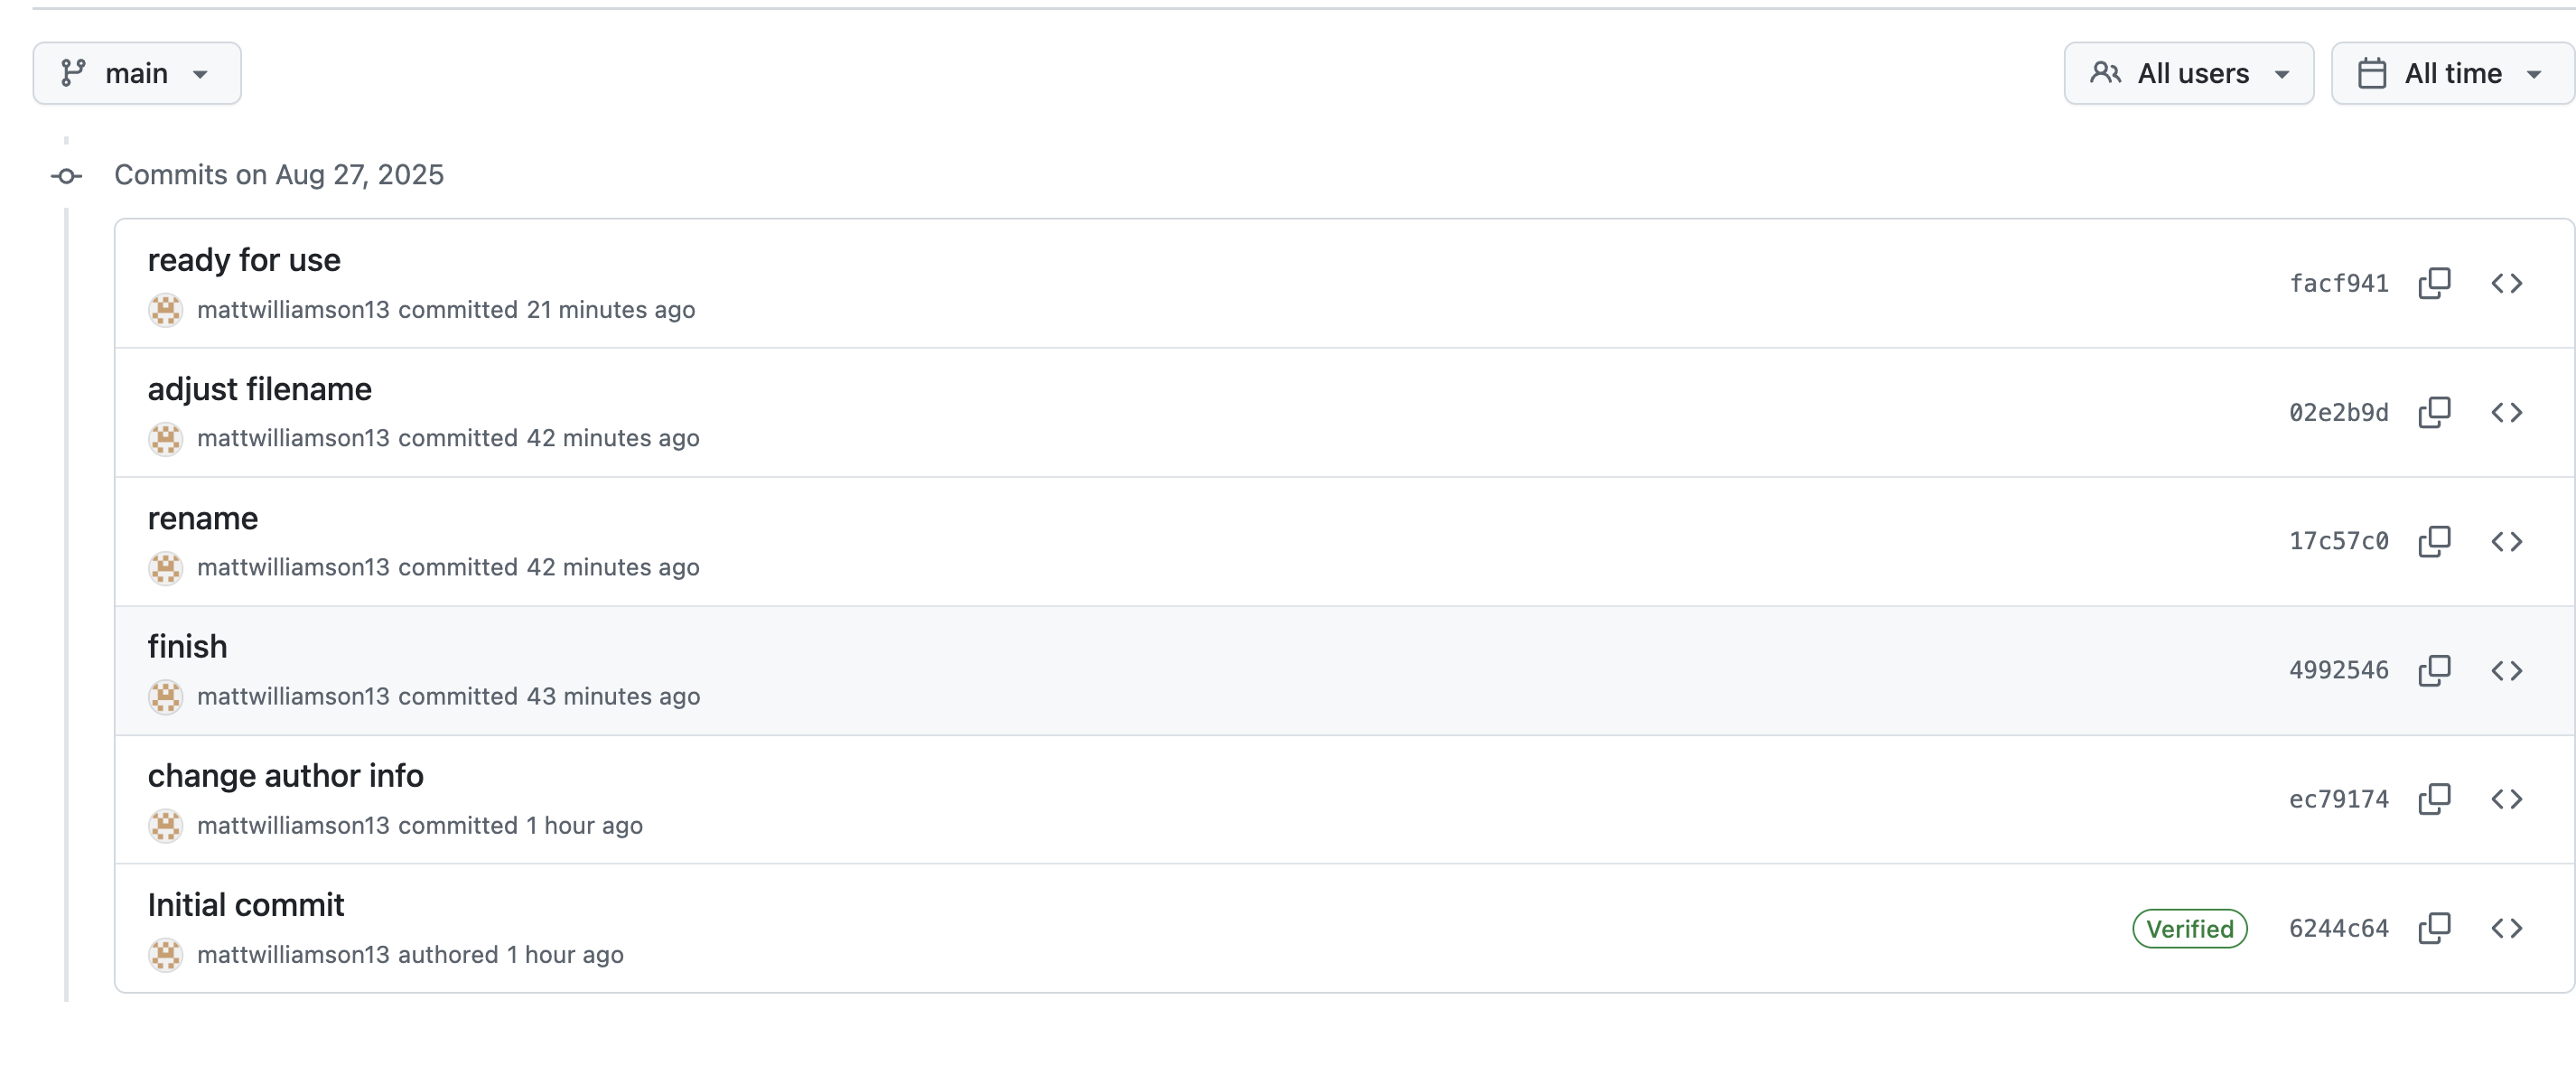 main
All users
All time
Commits on Aug 27, 2025
ready for use
mattwilliamson13 committed 21 minutes ago
facf941
adjust filename
mattwilliamson13 committed 42 minutes ago
02e2b9d
rename
mattwilliamson13 committed 42 minutes ago
17c57c0
finish
mattwilliamson13 committed 43 minutes ago
4992546
change author info
mattwilliamson13 committed 1 hour ago
ec79174
Initial commit
mattwilliamson13 authored 1 hour ago
Verified
6244c64